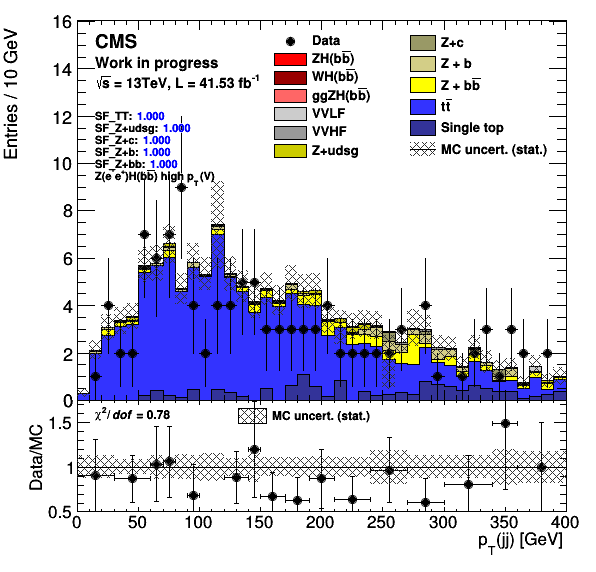 16
14
12
10
8
6
4
2
0
Entries / 10 GeV
CMS
Work in progress
√s = 13TeV, L = 41.53 fb⁻¹
SF_TT: 1.000
SF_Z+udsg: 1.000
SF_Z+c: 1.000
SF_Z+b: 1.000
SF_Z+bb: 1.000
Z(e⁻e⁺)H(bb̅) high p_T(V)
Data
ZH(bb̅)
WH(bb̅)
ggZH(bb̅)
VVLF
VVHF
Z+udsg
Z+c
Z + b
Z + bb̅
tt̅
Single top
MC uncert. (stat.)
χ²/ dof = 0.78
MC uncert. (stat.)
Data/MC
1.5
1
0.5
0 50 100 150 200 250 300 350 400
p_T(jj) [GeV]